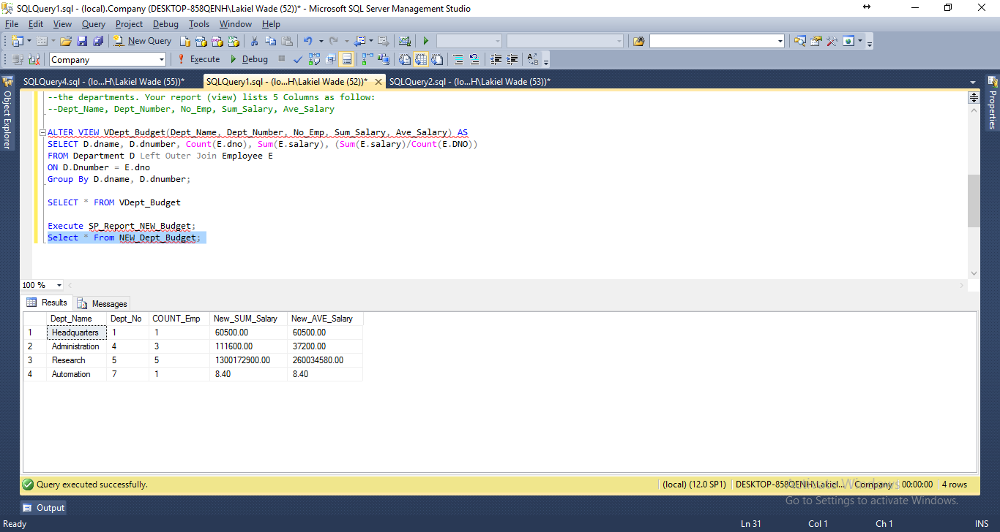 SQLQuery1.sql - (local).Company (DESKTOP-858QENH\Lakiel Wade (52))* - Microsoft SQL Server Management Studio
File Edit View Query Project Debug Tools Window Help
New Query
Company Execute Debug
SQLQuery4.sql - (lo...H\Lakiel Wade (55))* SQLQuery1.sql - (lo...H\Lakiel Wade (52))* SQLQuery2.sql - (lo...H\Lakiel Wade (53))*
Object Explorer
Properties
--the departments. Your report (view) lists 5 Columns as follow:
--Dept_Name, Dept_Number, No_Emp, Sum_Salary, Ave_Salary
ALTER VIEW VDept_Budget(Dept_Name, Dept_Number, No_Emp, Sum_Salary, Ave_Salary) AS
SELECT D.dname, D.dnumber, Count(E.dno), Sum(E.salary), (Sum(E.salary)/Count(E.DNO))
FROM Department D Left Outer Join Employee E
ON D.Dnumber = E.dno
Group By D.dname, D.dnumber;
SELECT * FROM VDept_Budget
Execute SP_Report_NEW_Budget;
Select * From NEW_Dept_Budget;
100 %
Results Messages
Dept_Name Dept_No COUNT_Emp New_SUM_Salary New_AVE_Salary
1 Headquarters 1 1 60500.00 60500.00
2 Administration 4 3 111600.00 37200.00
3 Research 5 5 1300172900.00 260034580.00
4 Automation 7 1 8.40 8.40
Query executed successfully. (local) (12.0 SP1) DESKTOP-858QENH\Lakiel... Company 00:00:00 4 rows
Activate Windows
Go to Settings to activate Windows.
Output
Ready Ln 31 Col 1 Ch 1 INS